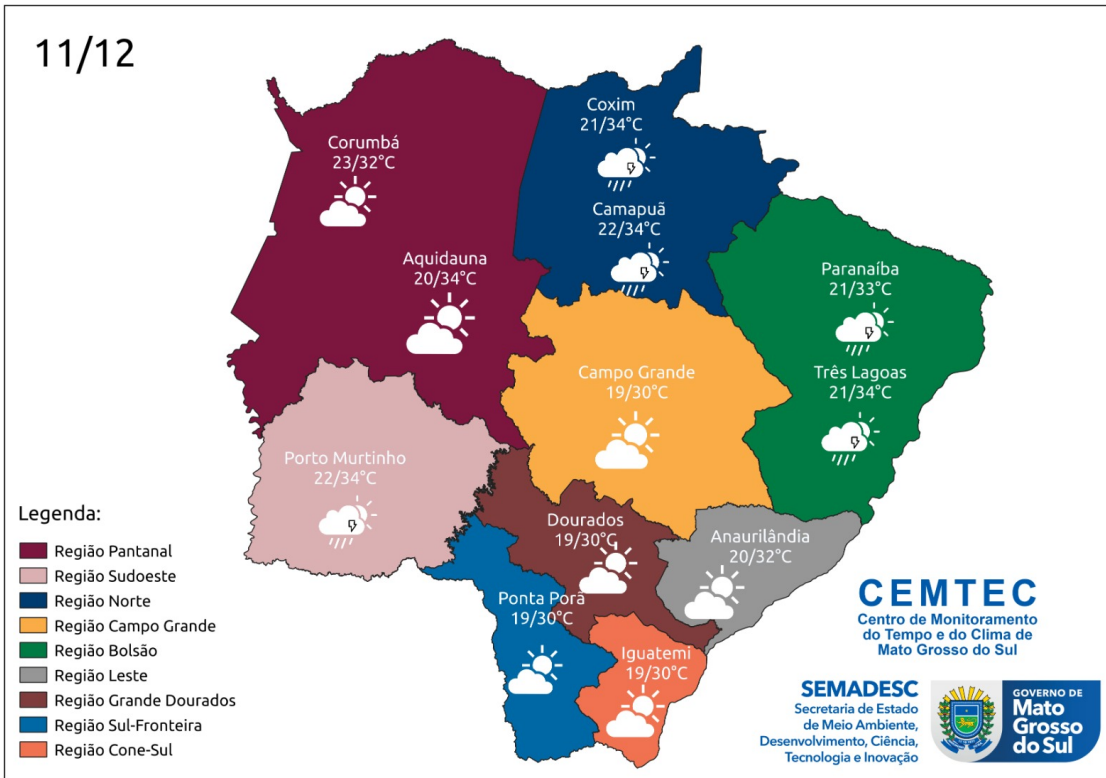 11/12
Coxim
21/34°C
Corumbá
23/32°C
Camapuã
22/34°C
Aquidauna
20/34°C
Paranaíba
21/33°C
Campo Grande
19/30°C
Três Lagoas
21/34°C
Porto Murtinho
22/34°C
Dourados
19/30°C
Anaurilândia
20/32°C
Ponta Porã
19/30°C
Iguatemi
19/30°C
Legenda:
Região Pantanal
Região Sudoeste
Região Norte
Região Campo Grande
Região Bolsão
Região Leste
Região Grande Dourados
Região Sul-Fronteira
Região Cone-Sul
CEMTEC
Centro de Monitoramento
do Tempo e do Clima de
Mato Grosso do Sul
SEMADESC
Secretaria de Estado
de Meio Ambiente,
Desenvolvimento, Ciência,
Tecnologia e Inovação
GOVERNO DE
Mato
Grosso
do Sul